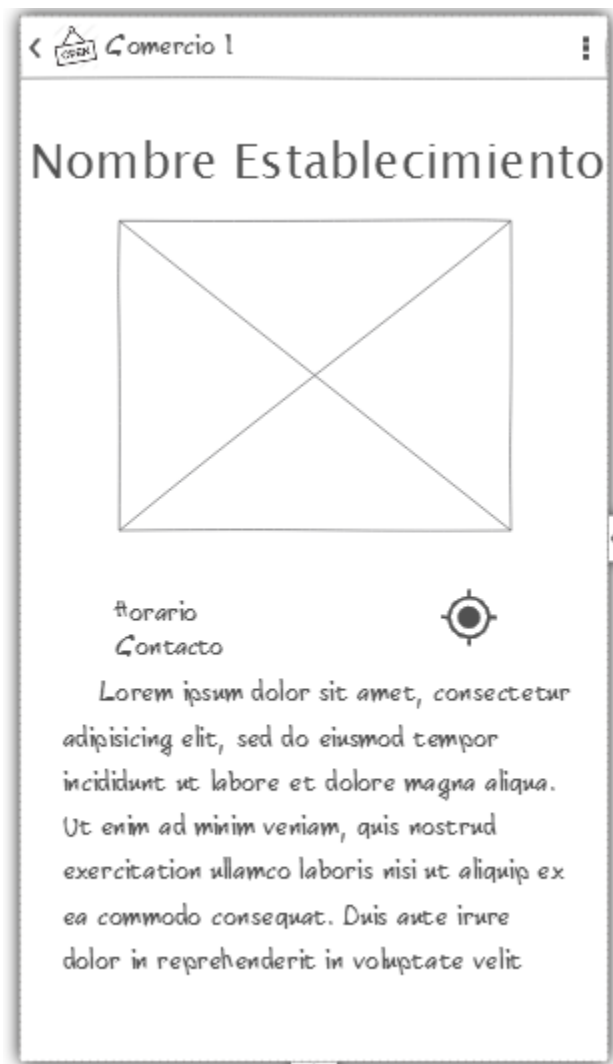 OPEN
Comercio 1
Nombre Establecimiento
Horario
Contacto
Lorem ipsum dolor sit amet, consectetur
adipisicing elit, sed do eiusmod tempor
incididunt ut labore et dolore magna aliqua.
Ut enim ad minim veniam, quis nostrud
exercitation ullamco laboris nisi ut aliquip ex
ea commodo consequat. Duis aute irure
dolor in reprehenderit in voluptate velit